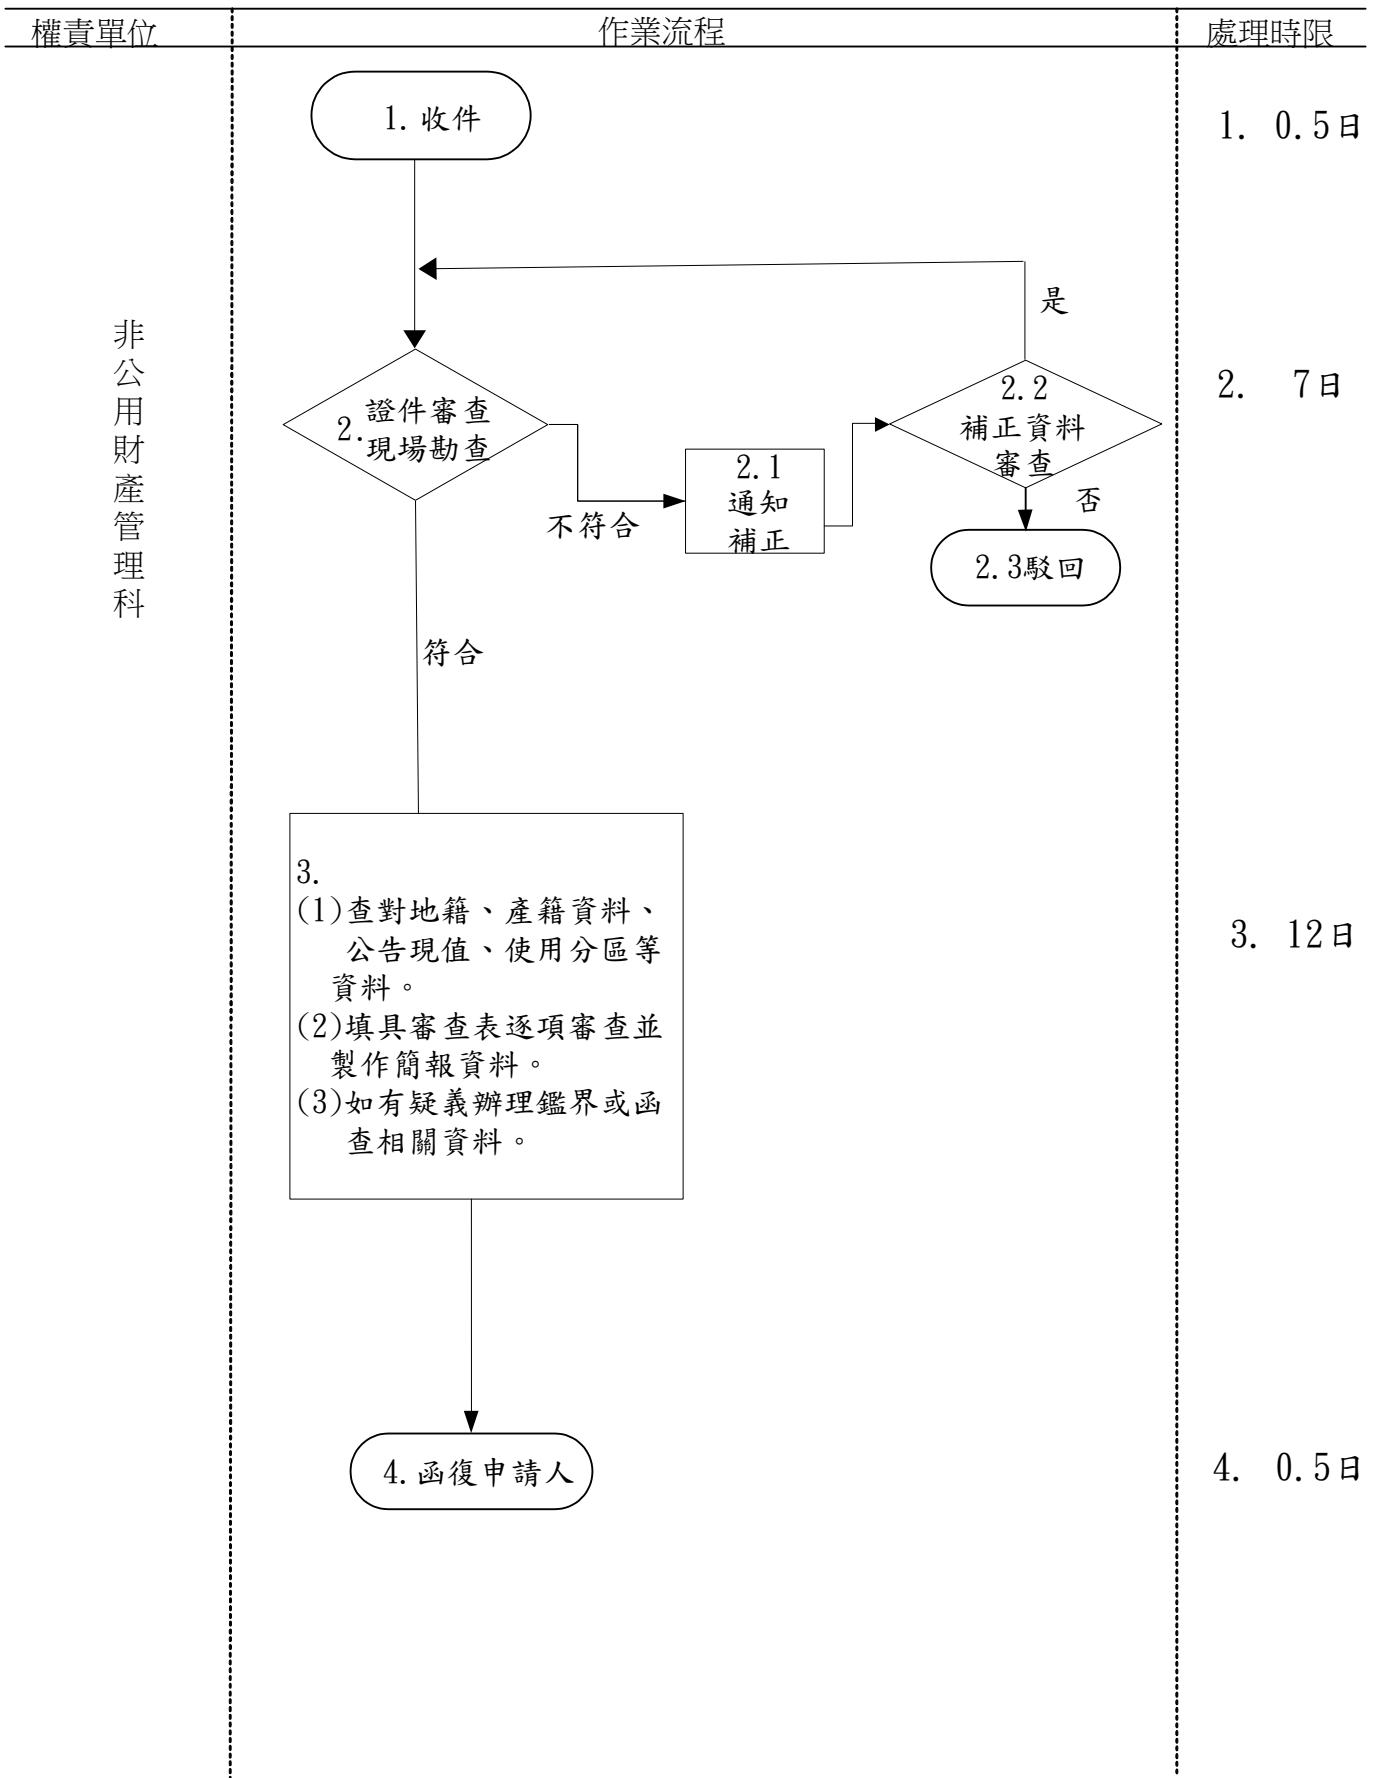 權責單位
作業流程
處理時限
1. 收件
1. 0.5日
是
非
公
用
財
產
管
理
科
2. 7日
2.
證件審查
現場勘查
2.2
補正資料
審查
2.1
通知
補正
不符合
否
2.3駁回
符合
3.
(1)查對地籍、產籍資料、
公告現值、使用分區等
資料。
(2)填具審查表逐項審查並
製作簡報資料。
(3)如有疑義辦理鑑界或函
查相關資料。
3. 12日
4. 函復申請人
4. 0.5日